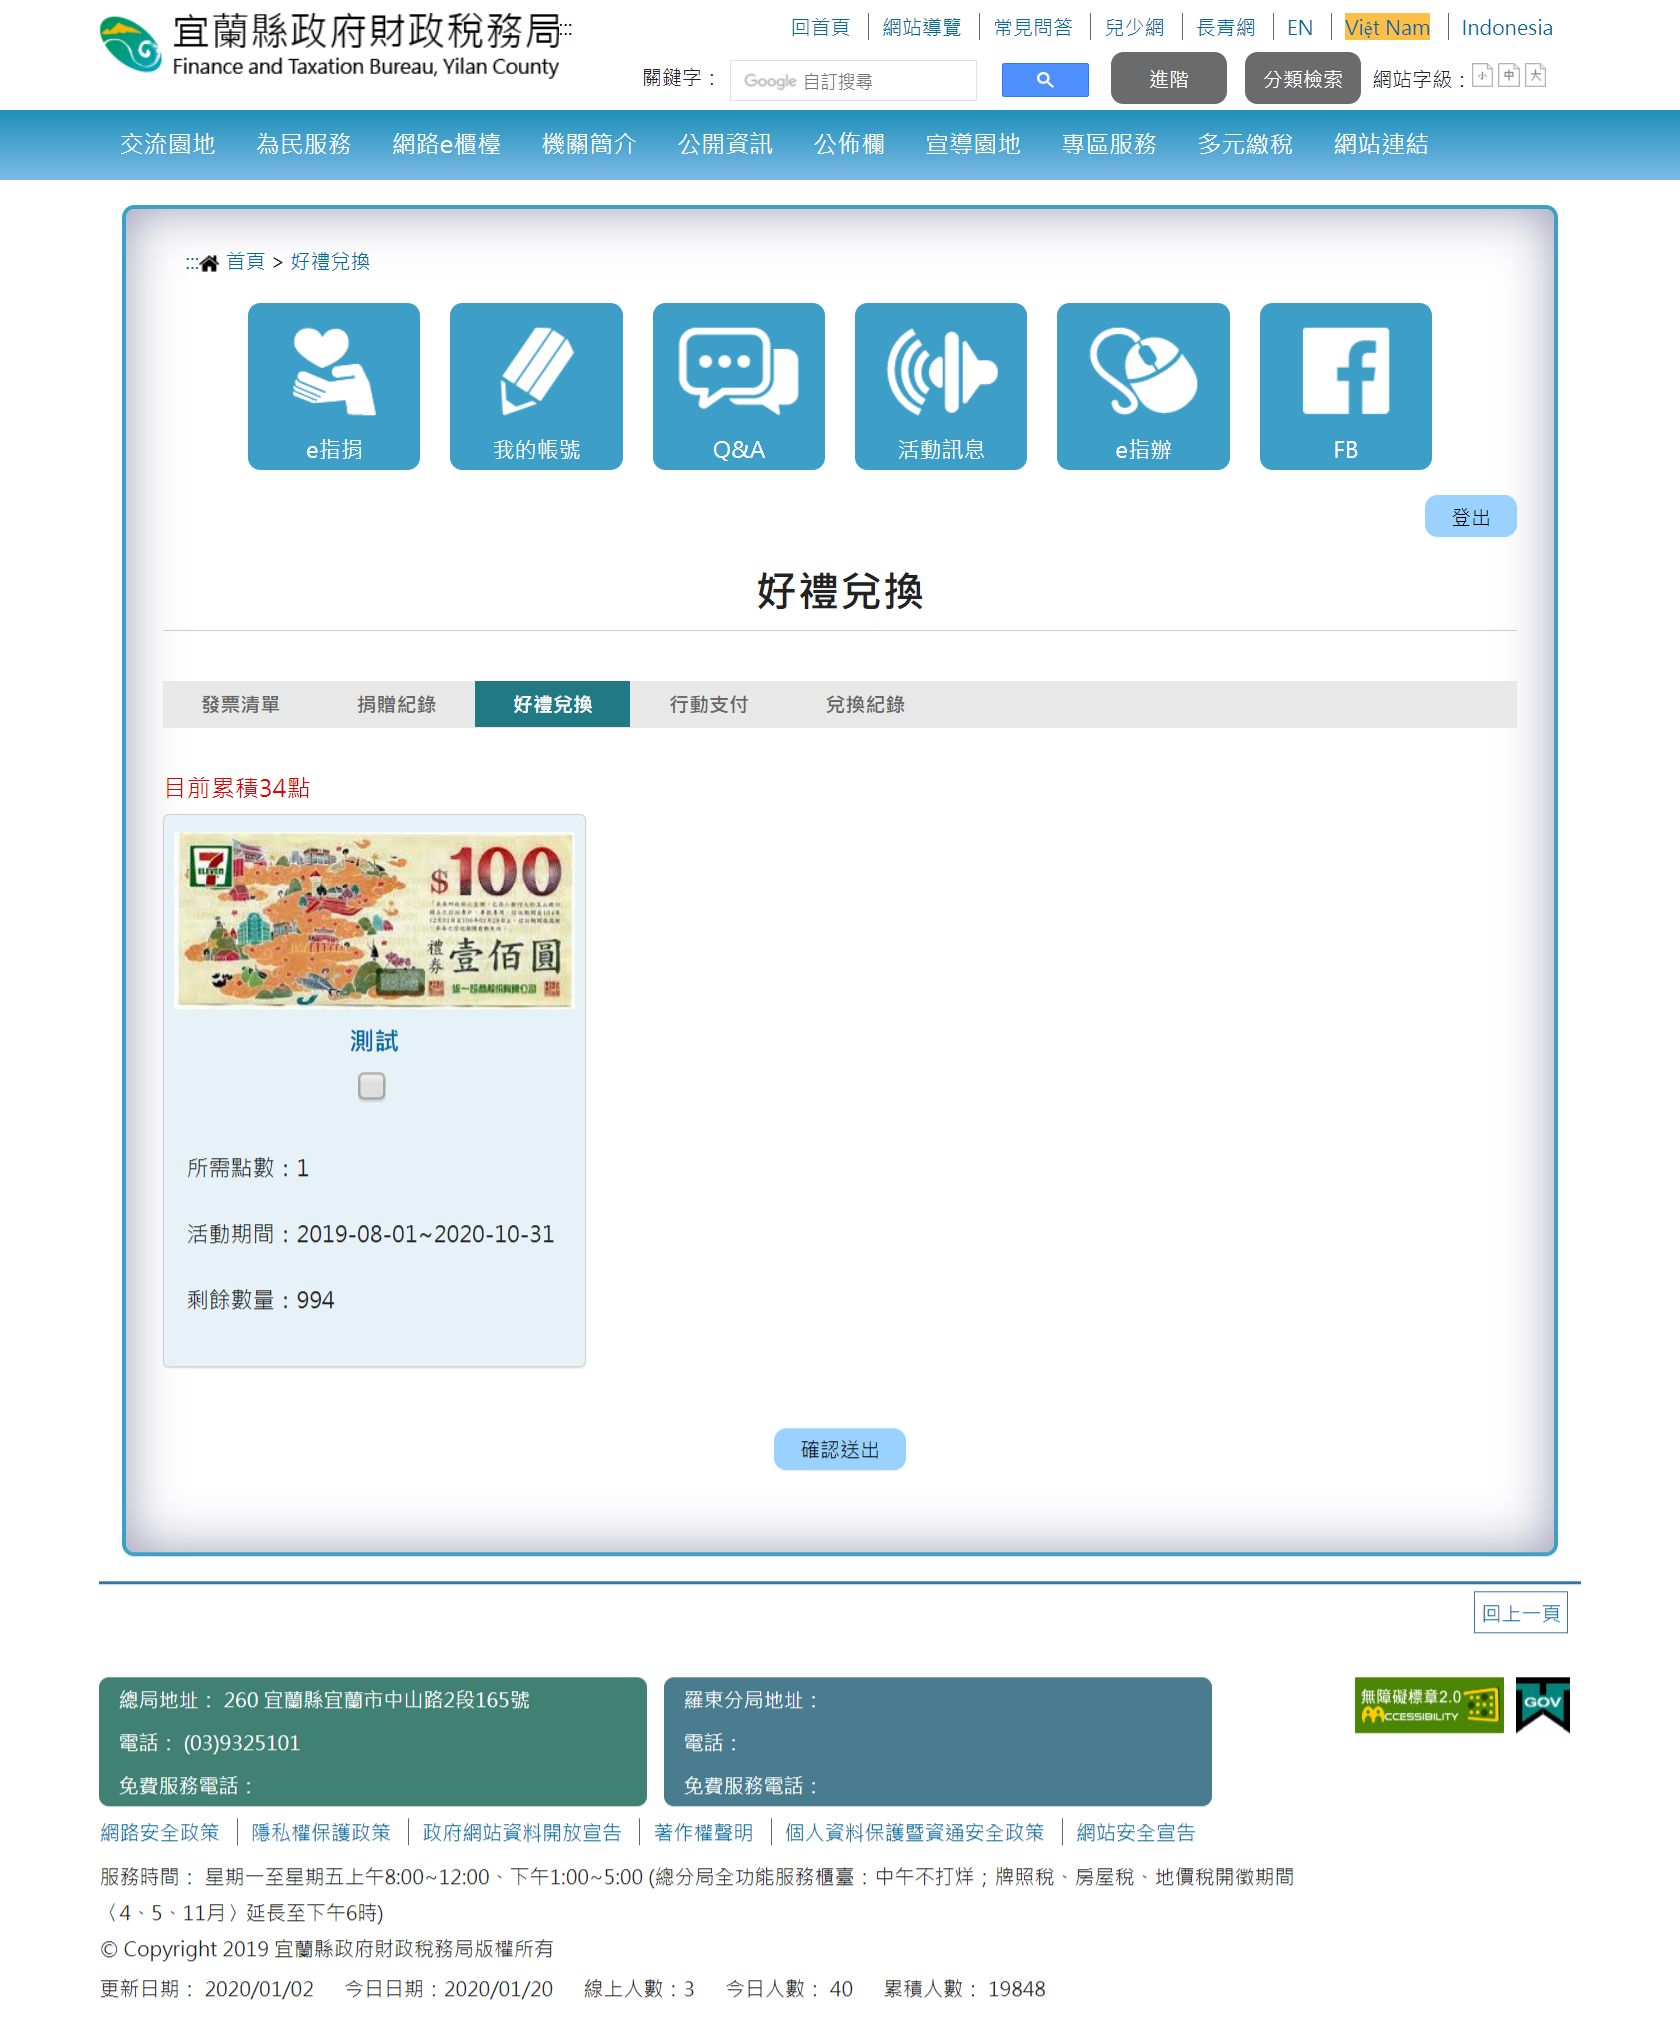 宜蘭縣政府財政稅務局:::
Finance and Taxation Bureau, Yilan County
回首頁 網站導覽 常見問答 兒少網 長青網 EN Việt Nam Indonesia
關鍵字： Google 自訂搜尋 進階 分類檢索 網站字級： 小 中 大
交流園地 為民服務 網路e櫃檯 機關簡介 公開資訊 公佈欄 宣導園地 專區服務 多元繳稅 網站連結
::: 首頁 > 好禮兌換
e指捐 我的帳號 Q&A 活動訊息 e指辦 FB
登出
好禮兌換
發票清單 捐贈紀錄 好禮兌換 行動支付 兌換紀錄
目前累積34點
7 ELEVEN
$100
禮券 壹佰圓
統一超商股份有限公司
測試
所需點數：1
活動期間：2019-08-01~2020-10-31
剩餘數量：994
確認送出
回上一頁
總局地址： 260 宜蘭縣宜蘭市中山路2段165號
電話： (03)9325101
免費服務電話：
羅東分局地址：
電話：
免費服務電話：
無障礙標章2.0
ACCESSIBILITY
GOV
網路安全政策 隱私權保護政策 政府網站資料開放宣告 著作權聲明 個人資料保護暨資通安全政策 網站安全宣告
服務時間： 星期一至星期五上午8:00~12:00、下午1:00~5:00 (總分局全功能服務櫃臺：中午不打烊；牌照稅、房屋稅、地價稅開徵期間
〈4、5、11月〉延長至下午6時)
© Copyright 2019 宜蘭縣政府財政稅務局版權所有
更新日期： 2020/01/02 今日日期：2020/01/20 線上人數：3 今日人數： 40 累積人數： 19848